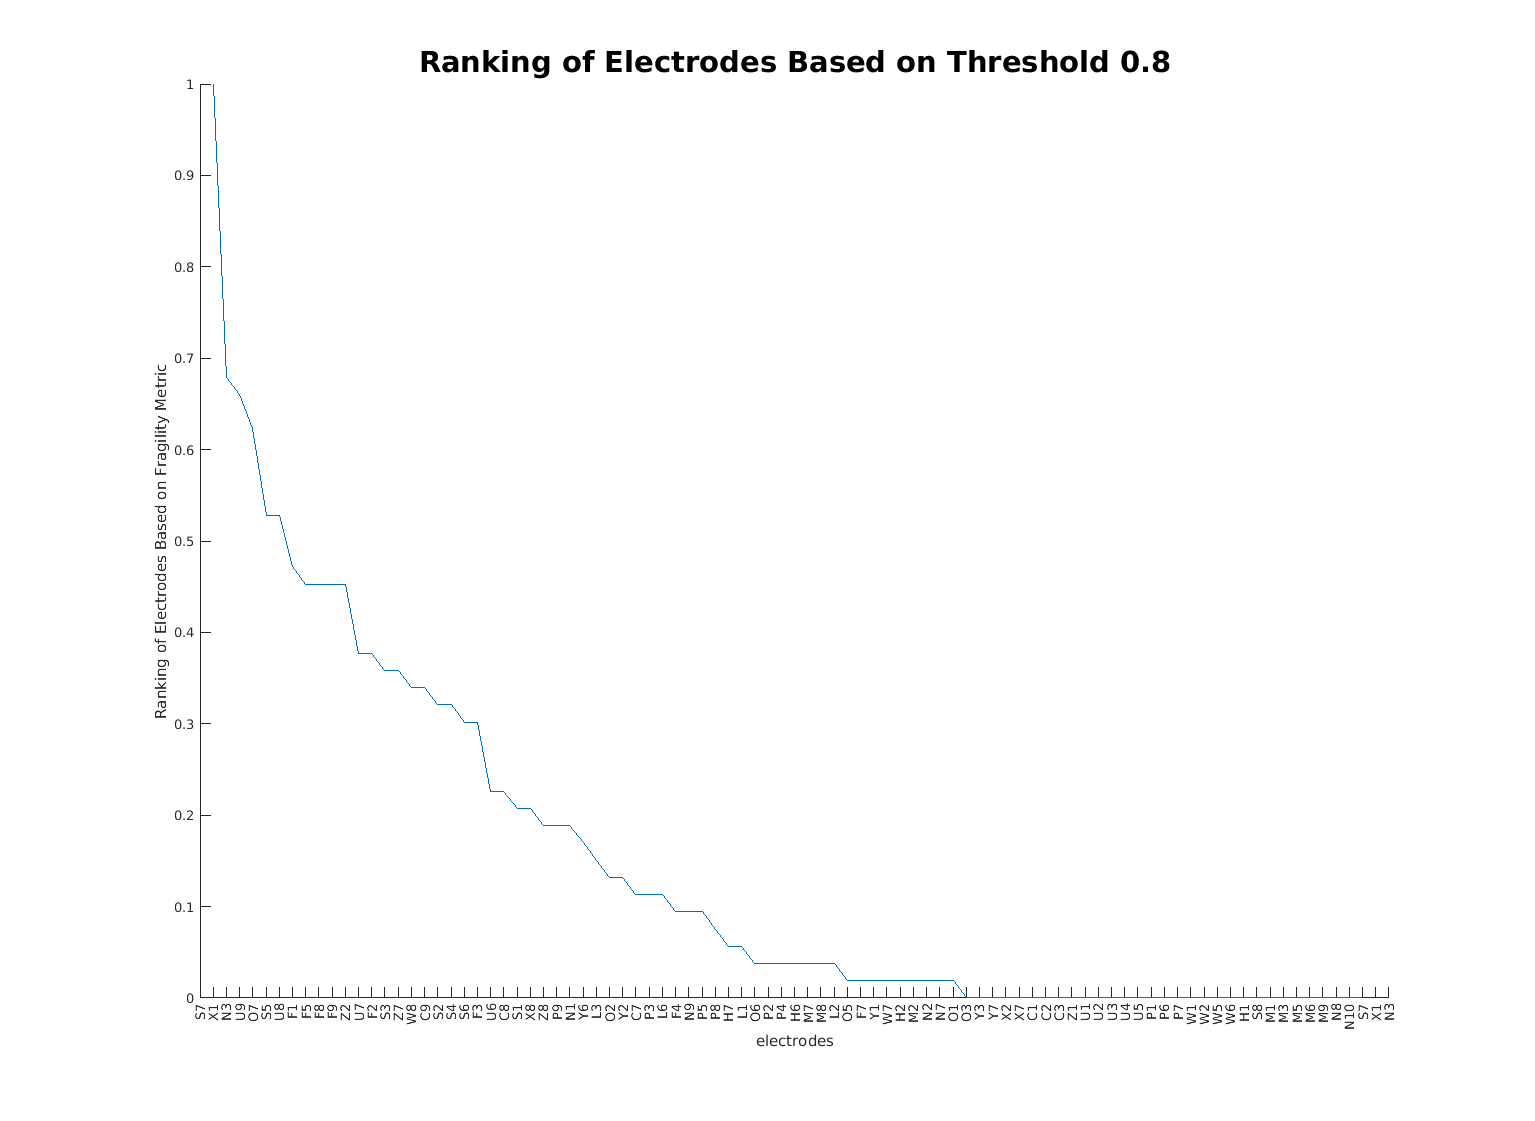 Ranking of Electrodes Based on Threshold 0.8
Ranking of Electrodes Based on Fragility Metric
1
0.9
0.8
0.7
0.6
0.5
0.4
0.3
0.2
0.1
0
S7 X1 N3 U9 O7 S5 U8 F1 F5 F8 F9 Z2 U7 F2 S3 Z7 W8 C9 S2 S4 S6 F3 U6 C8 S1 X8 Z8 P9 N1 Y6 L3 O2 Y2 C7 P3 L6 F4 N9 P5 P8 H7 L1 O6 P2 P4 H6 M7 M8 L2 O5 F7 Y1 W7 H2 M2 N2 N7 O1 O3 Y3 Y7 X2 X7 C1 C2 C3 Z1 U1 U2 U3 U4 U5 P1 P6 P7 W1 W2 W5 W6 H1 S8 M1 M3 M5 M6 M9 N8 N10 S7 X1 N3
electrodes